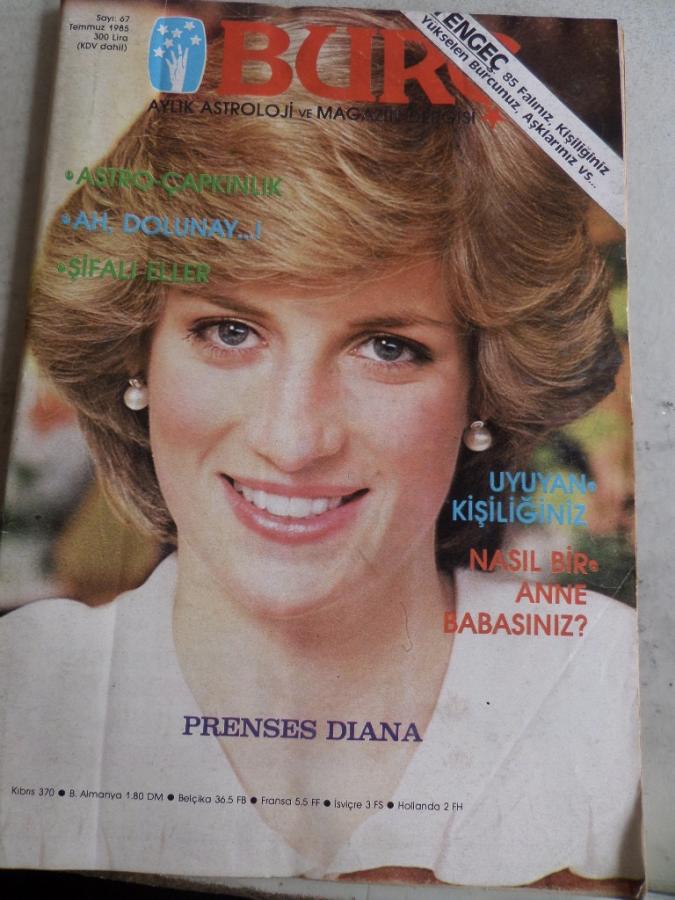 Sayı: 67
Temmuz 1985
300 Lira
(KDV dahil)
BURÇ
AYLIK ASTROLOJİ VE MAGAZİN DERGİSİ
YENGEÇ 85 Falınız, Kişiliğiniz
Yükselen Burcunuz, Aşklarınız vs...
• ASTRO-ÇAPKINLIK
• AH, DOLUNAY...!
• ŞİFALI ELLER
UYUYAN •
KİŞİLİĞİNİZ
NASIL BİR •
ANNE
BABASINIZ?
PRENSES DIANA
Kıbrıs 370 ● B. Almanya 1.80 DM ● Belçika 36.5 FB ● Fransa 5.5 FF ● İsviçre 3 FS ● Hollanda 2 FH